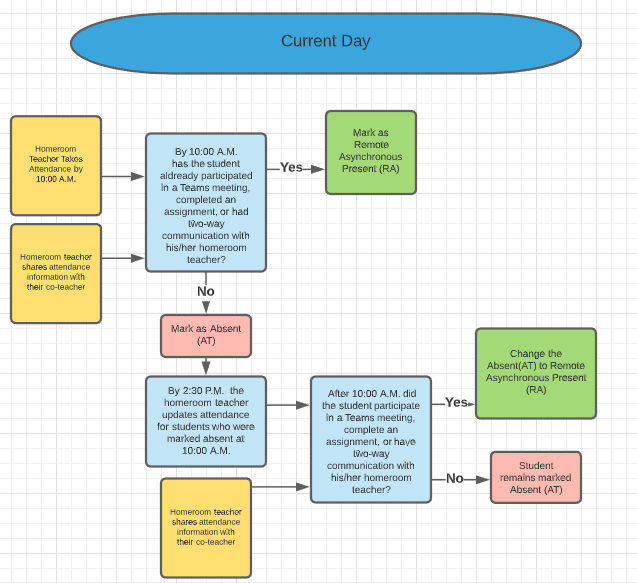 Current Day
Homeroom
Teacher Takes
Attendance by
10:00 A.M.
By 10:00 A.M.
has the student
already participated
in a Teams meeting,
completed an
assignment, or had
two-way
communication with
his/her homeroom
teacher?
Yes
Mark as
Remote
Asynchronous
Present (RA)
Homeroom teacher
shares attendance
information with
their co-teacher
No
Mark as Absent
(AT)
By 2:30 P.M. the
homeroom teacher
updates attendance
for students who were
marked absent at
10:00 A.M.
After 10:00 A.M. did
the student participate
in a Teams meeting,
complete an
assignment, or have
two-way
communication with
his/her homeroom
teacher?
Yes
Change the
Absent(AT) to Remote
Asynchronous Present
(RA)
No
Student
remains marked
Absent (AT)
Homeroom teacher
shares attendance
information with
their co-teacher